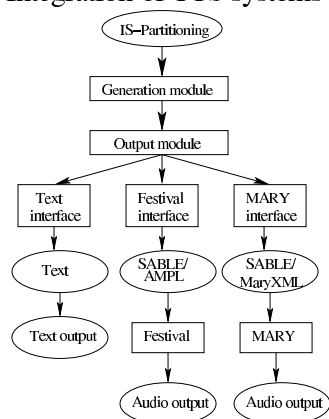 Integration of TTS systems
IS–Partitioning
Generation module
Output module
Text
interface
Festival
interface
MARY
interface
Text
SABLE/
AMPL
SABLE/
MaryXML
Text output
Festival
MARY
Audio output
Audio output